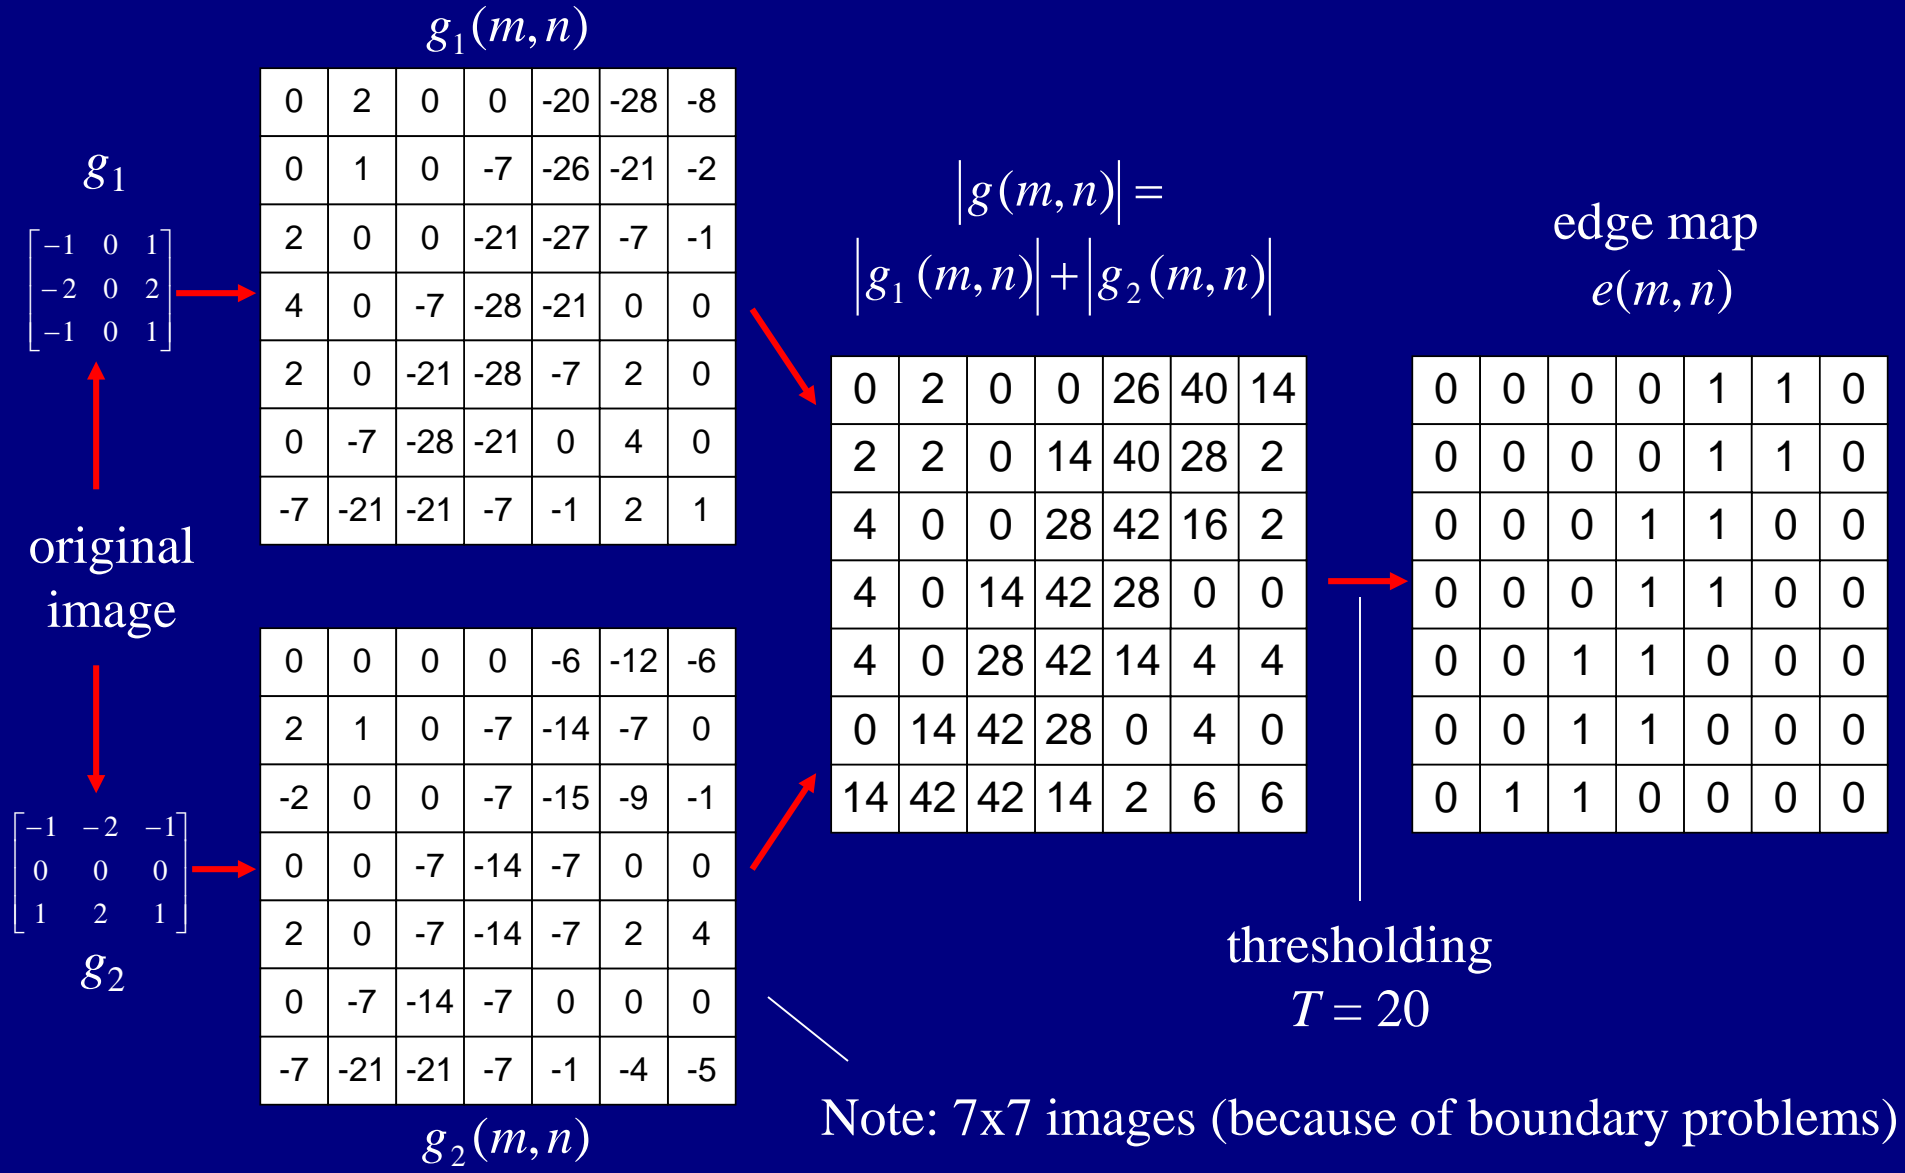 g₁(m,n)
0 2 0 0 -20 -28 -8
0 1 0 -7 -26 -21 -2
2 0 0 -21 -27 -7 -1
4 0 -7 -28 -21 0 0
2 0 -21 -28 -7 2 0
0 -7 -28 -21 0 4 0
-7 -21 -21 -7 -1 2 1
g₁
−1 0 1
−2 0 2
−1 0 1
original
image
−1 −2 −1
0 0 0
1 2 1
g₂
0 0 0 0 -6 -12 -6
2 1 0 -7 -14 -7 0
-2 0 0 -7 -15 -9 -1
0 0 -7 -14 -7 0 0
2 0 -7 -14 -7 2 4
0 -7 -14 -7 0 0 0
-7 -21 -21 -7 -1 -4 -5
g₂(m,n)
|g(m,n)| =
|g₁(m,n)| + |g₂(m,n)|
0 2 0 0 26 40 14
2 2 0 14 40 28 2
4 0 0 28 42 16 2
4 0 14 42 28 0 0
4 0 28 42 14 4 4
0 14 42 28 0 4 0
14 42 42 14 2 6 6
edge map
e(m,n)
0 0 0 0 1 1 0
0 0 0 0 1 1 0
0 0 0 1 1 0 0
0 0 0 1 1 0 0
0 0 1 1 0 0 0
0 0 1 1 0 0 0
0 1 1 0 0 0 0
thresholding
T = 20
Note: 7x7 images (because of boundary problems)